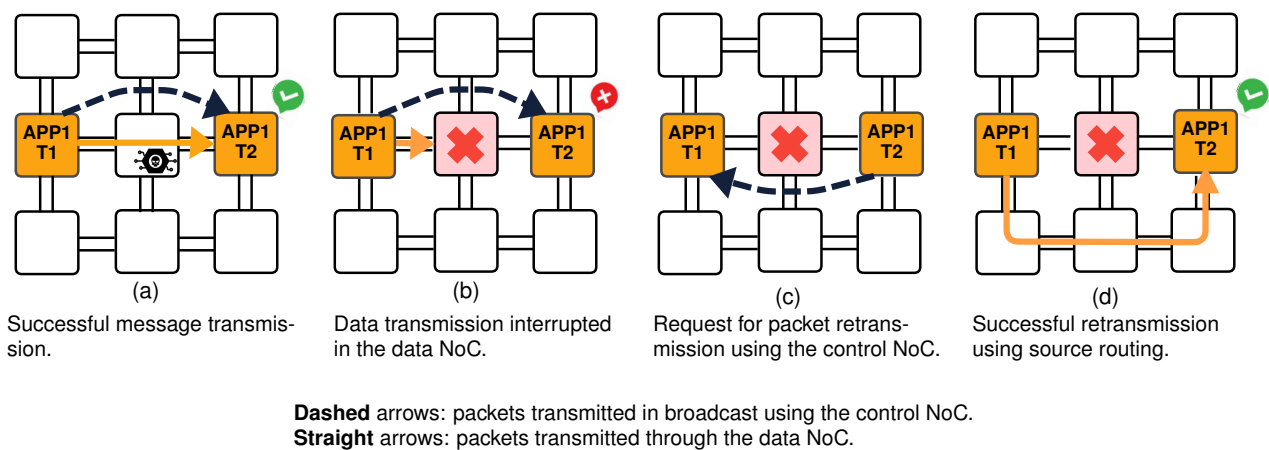 APP1
T1
APP1
T2
APP1
T1
APP1
T2
APP1
T1
APP1
T2
APP1
T1
APP1
T2
(a)
Successful message transmis-
sion.
(b)
Data transmission interrupted
in the data NoC.
(c)
Request for packet retrans-
mission using the control NoC.
(d)
Successful retransmission
using source routing.
Dashed arrows: packets transmitted in broadcast using the control NoC.
Straight arrows: packets transmitted through the data NoC.